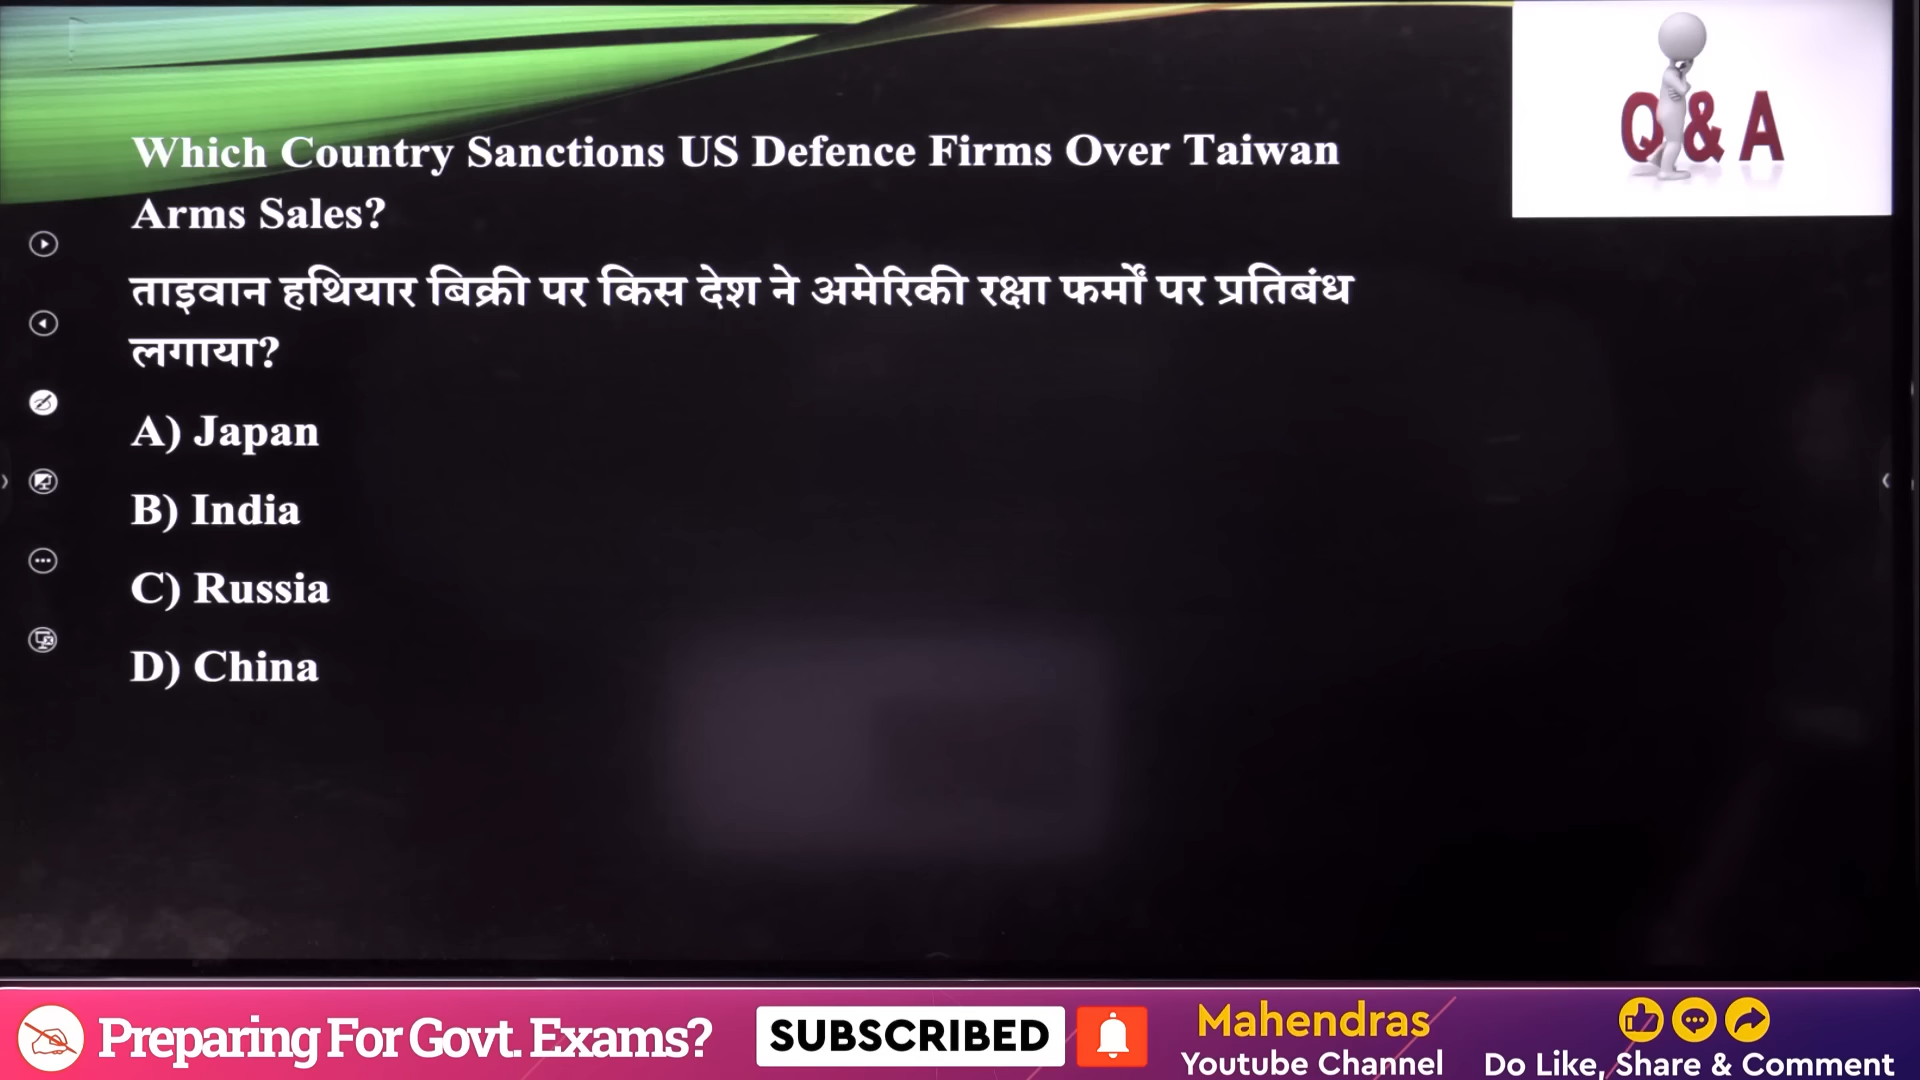 Q & A
Which Country Sanctions US Defence Firms Over Taiwan
Arms Sales?
ताइवान हथियार बिक्री पर किस देश ने अमेरिकी रक्षा फर्मों पर प्रतिबंध
लगाया?
A) Japan
B) India
C) Russia
D) China
Preparing For Govt. Exams?
SUBSCRIBED
Mahendras
Youtube Channel
Do Like, Share & Comment